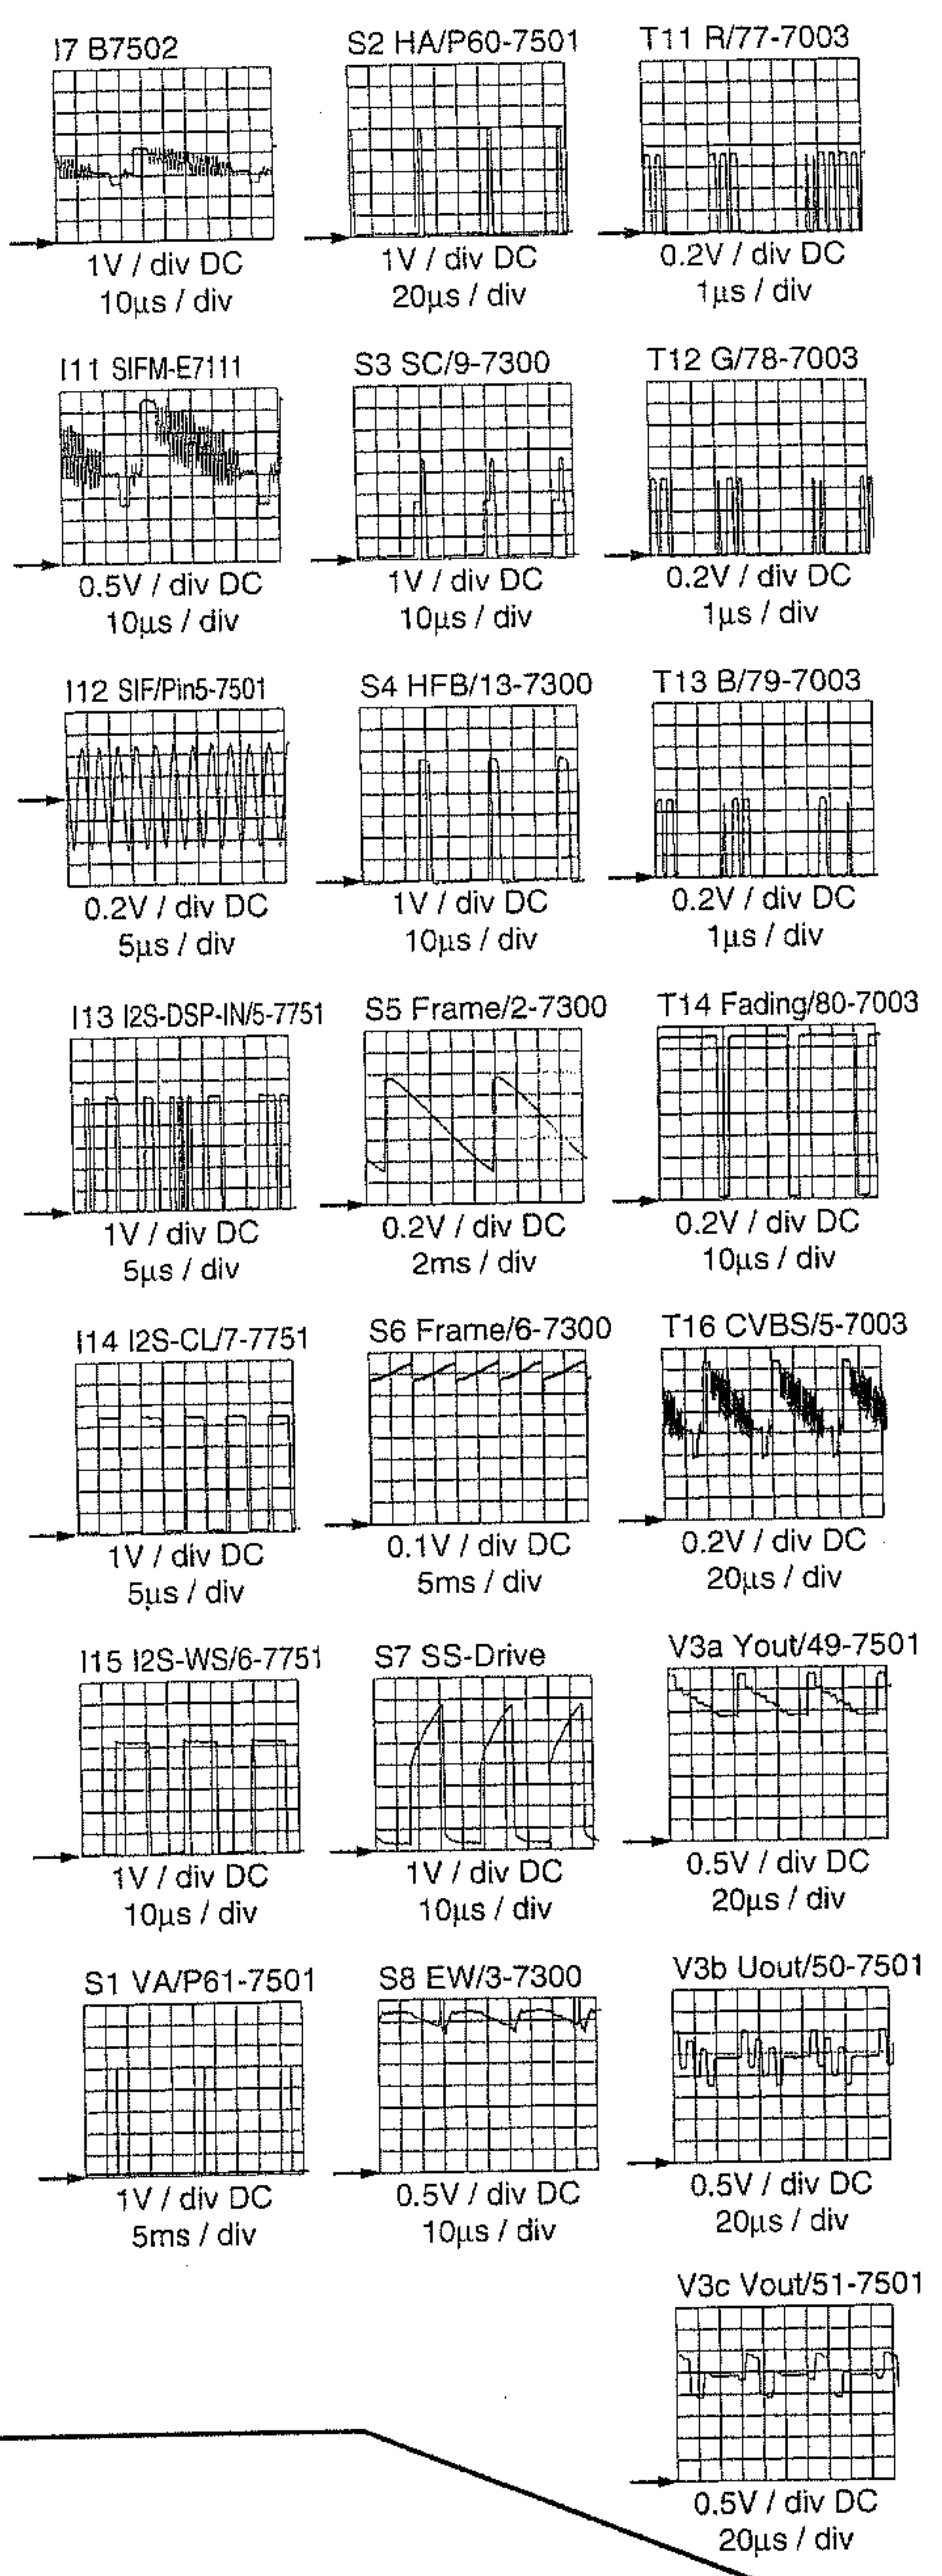 I7 B7502
1V / div DC
10µs / div
I11 SIFM-E7111
0.5V / div DC
10µs / div
I12 SIF/Pin5-7501
0.2V / div DC
5µs / div
I13 I2S-DSP-IN/5-7751
1V / div DC
5µs / div
I14 I2S-CL/7-7751
1V / div DC
5µs / div
I15 I2S-WS/6-7751
1V / div DC
10µs / div
S1 VA/P61-7501
1V / div DC
5ms / div
S2 HA/P60-7501
1V / div DC
20µs / div
S3 SC/9-7300
1V / div DC
10µs / div
S4 HFB/13-7300
1V / div DC
10µs / div
S5 Frame/2-7300
0.2V / div DC
2ms / div
S6 Frame/6-7300
0.1V / div DC
5ms / div
S7 SS-Drive
1V / div DC
10µs / div
S8 EW/3-7300
0.5V / div DC
10µs / div
T11 R/77-7003
0.2V / div DC
1µs / div
T12 G/78-7003
0.2V / div DC
1µs / div
T13 B/79-7003
0.2V / div DC
1µs / div
T14 Fading/80-7003
0.2V / div DC
10µs / div
T16 CVBS/5-7003
0.2V / div DC
20µs / div
V3a Yout/49-7501
0.5V / div DC
20µs / div
V3b Uout/50-7501
0.5V / div DC
20µs / div
V3c Vout/51-7501
0.5V / div DC
20µs / div